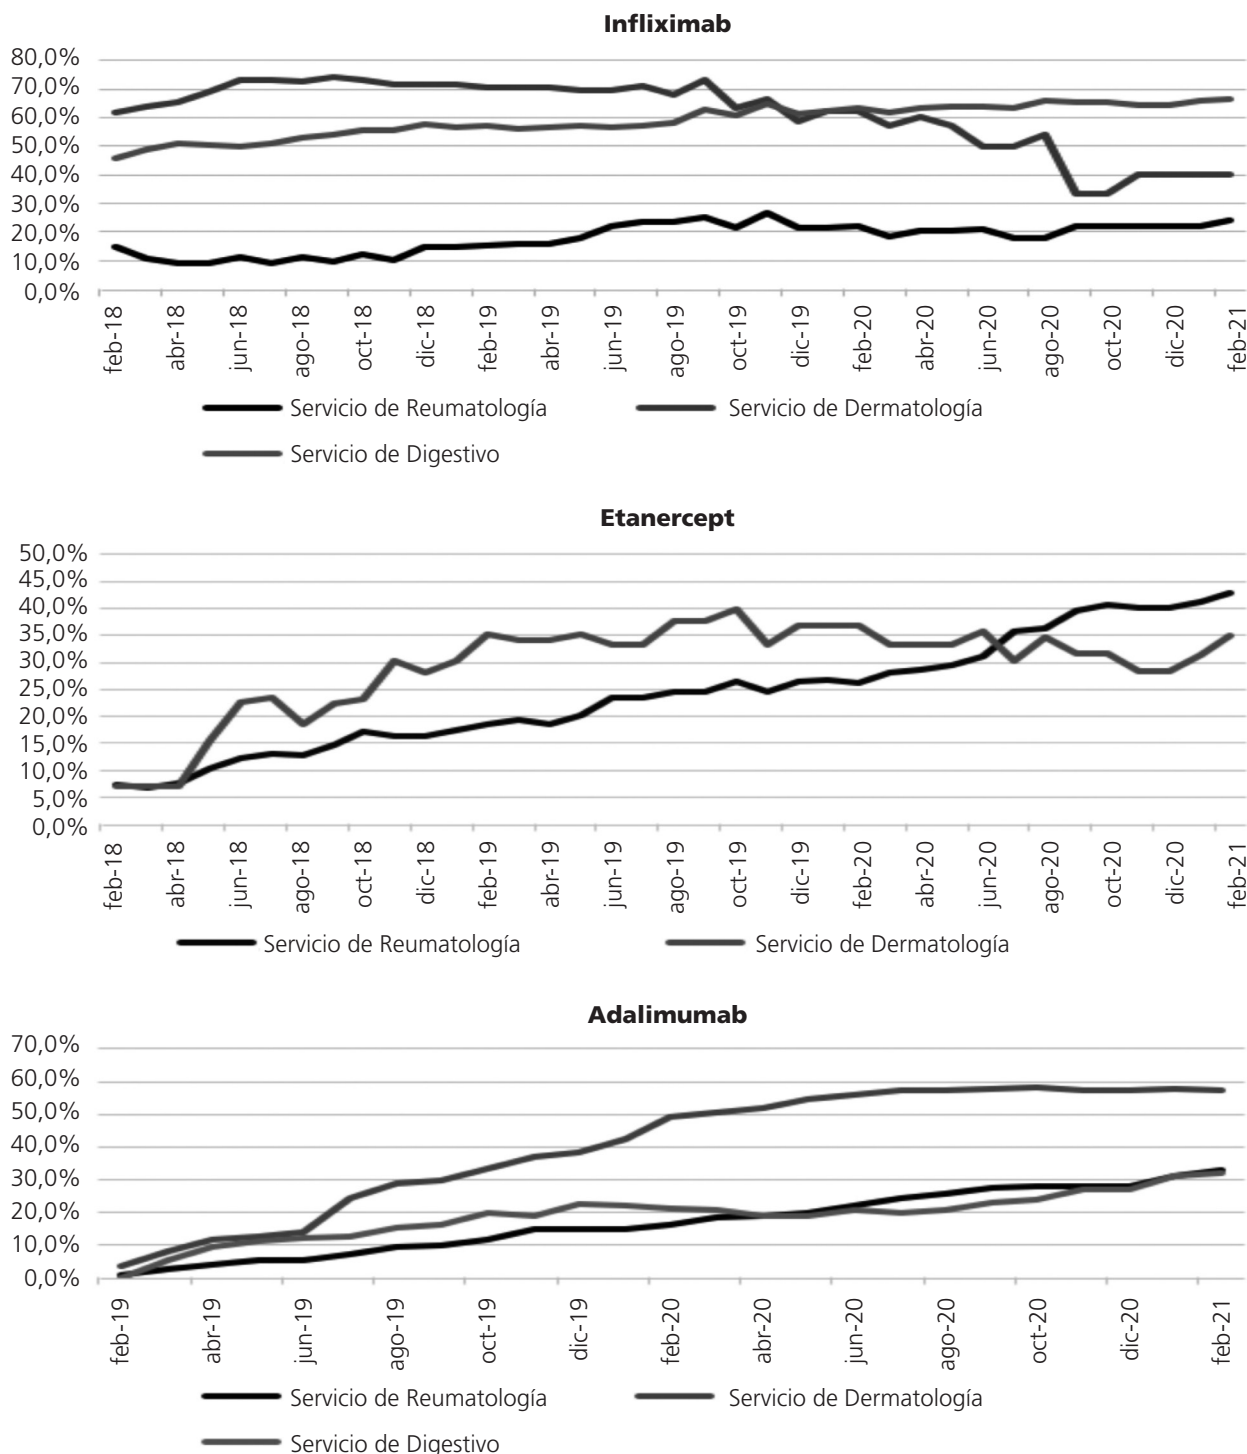 Infliximab
80,0%
70,0%
60,0%
50,0%
40,0%
30,0%
20,0%
10,0%
0,0%
feb-18 abr-18 jun-18 ago-18 oct-18 dic-18 feb-19 abr-19 jun-19 ago-19 oct-19 dic-19 feb-20 abr-20 jun-20 ago-20 oct-20 dic-20 feb-21
Servicio de Reumatología Servicio de Dermatología
Servicio de Digestivo
Etanercept
50,0%
45,0%
40,0%
35,0%
30,0%
25,0%
20,0%
15,0%
10,0%
5,0%
0,0%
feb-18 abr-18 jun-18 ago-18 oct-18 dic-18 feb-19 abr-19 jun-19 ago-19 oct-19 dic-19 feb-20 abr-20 jun-20 ago-20 oct-20 dic-20 feb-21
Servicio de Reumatología Servicio de Dermatología
Adalimumab
70,0%
60,0%
50,0%
40,0%
30,0%
20,0%
10,0%
0,0%
feb-19 abr-19 jun-19 ago-19 oct-19 dic-19 feb-20 abr-20 jun-20 ago-20 oct-20 dic-20 feb-21
Servicio de Reumatología Servicio de Dermatología
Servicio de Digestivo